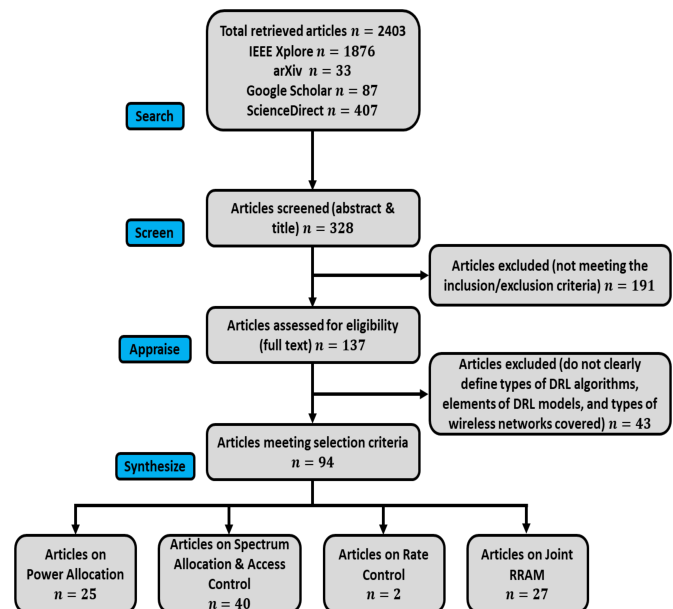 Total retrieved articles n = 2403
IEEE Xplore n = 1876
arXiv n = 33
Google Scholar n = 87
ScienceDirect n = 407
Search
Articles screened (abstract &
title) n = 328
Screen
Articles excluded (not meeting the
inclusion/exclusion criteria) n = 191
Articles assessed for eligibility
(full text) n = 137
Appraise
Articles excluded (do not clearly
define types of DRL algorithms,
elements of DRL models, and types of
wireless networks covered) n = 43
Articles meeting selection criteria
n = 94
Synthesize
Articles on
Power Allocation
n = 25
Articles on Spectrum
Allocation & Access
Control
n = 40
Articles on Rate
Control
n = 2
Articles on Joint
RRAM
n = 27